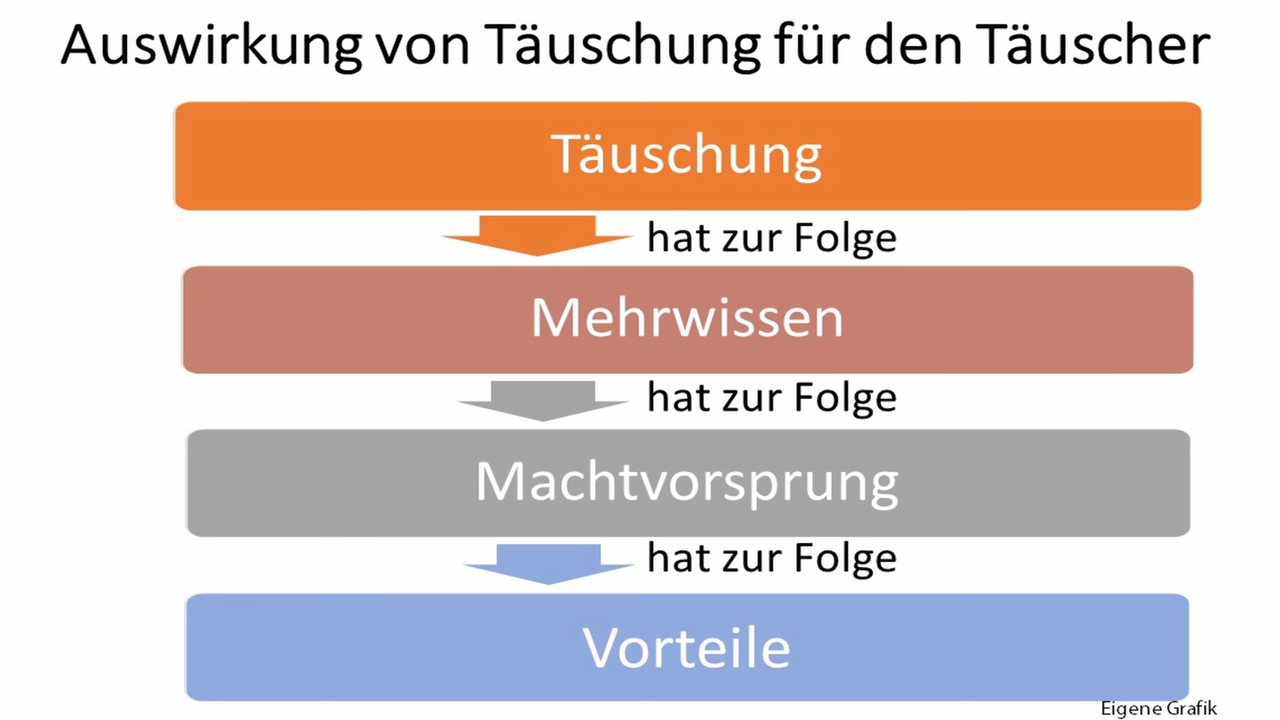 Auswirkung von Täuschung für den Täuscher
Täuschung
hat zur Folge
Mehrwissen
hat zur Folge
Machtvorsprung
hat zur Folge
Vorteile
Eigene Grafik